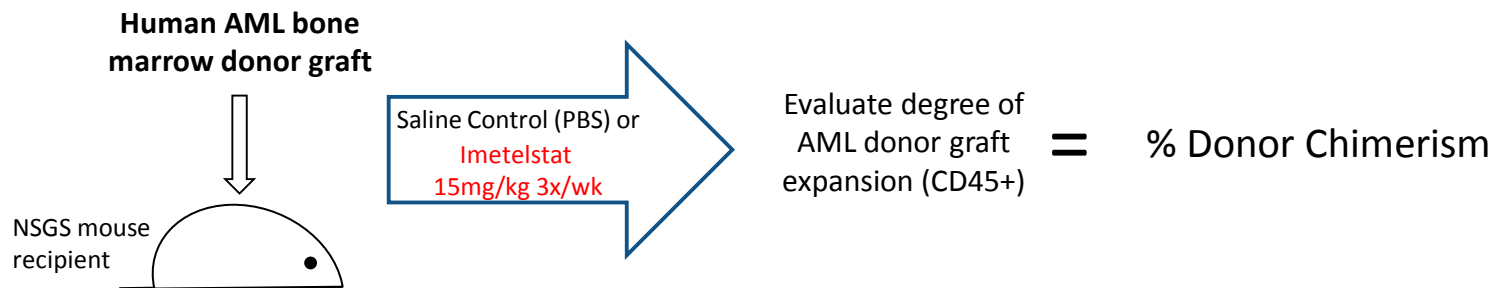 Human AML bone
marrow donor graft
NSGS mouse
recipient
Saline Control (PBS) or
Imetelstat
15mg/kg 3x/wk
Evaluate degree of
AML donor graft
expansion (CD45+)
=
% Donor Chimerism